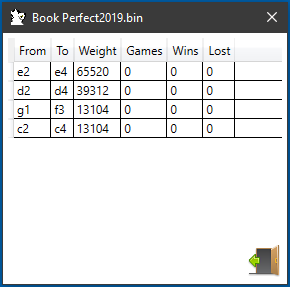 Book Perfect2019.bin
From To Weight Games Wins Lost
e2 e4 65520 0 0 0
d2 d4 39312 0 0 0
g1 f3 13104 0 0 0
c2 c4 13104 0 0 0